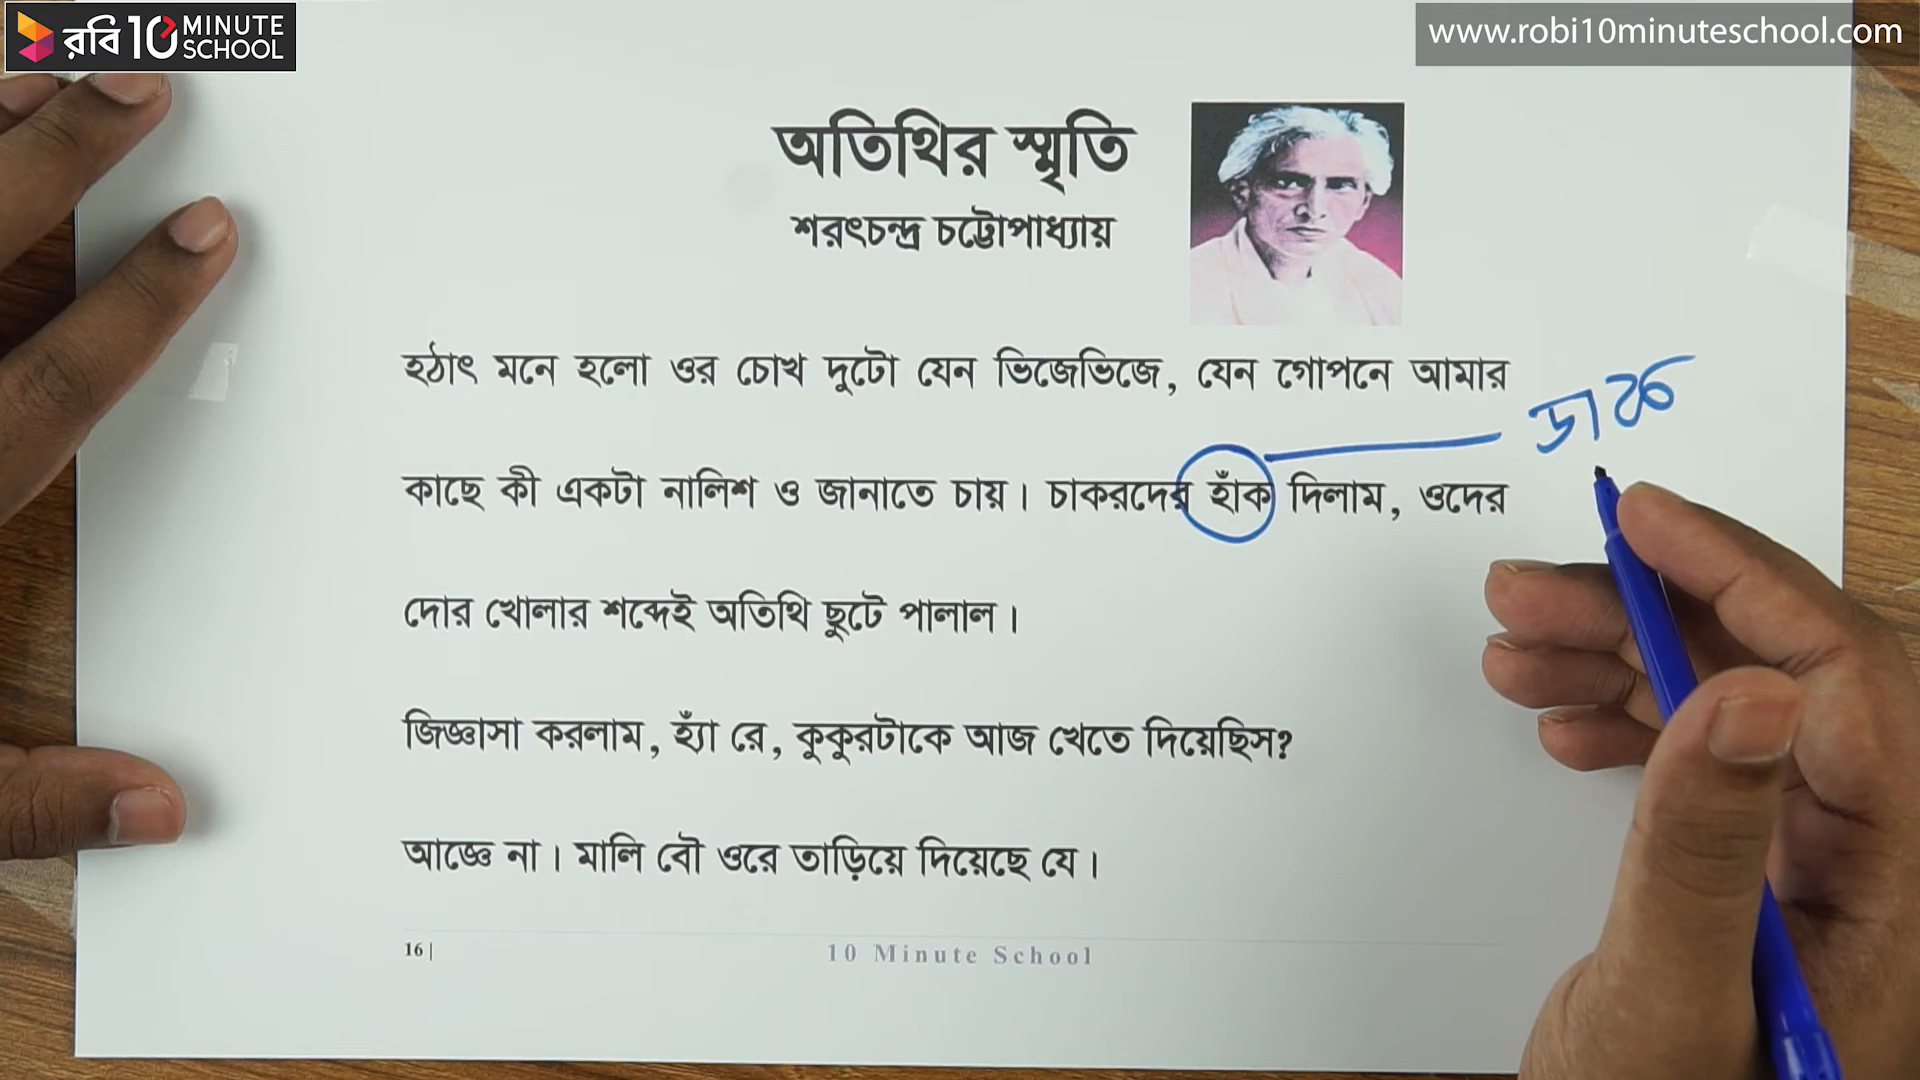 রবি 10 MINUTE SCHOOL
www.robi10minuteschool.com
অতিথির স্মৃতি
শরৎচন্দ্র চট্টোপাধ্যায়
হঠাৎ মনে হলো ওর চোখ দুটো যেন ভিজেভিজে, যেন গোপনে আমার
ডাক
কাছে কী একটা নালিশ ও জানাতে চায়। চাকরদের হাঁক দিলাম, ওদের
দোর খোলার শব্দেই অতিথি ছুটে পালাল।
জিজ্ঞাসা করলাম, হ্যাঁ রে, কুকুরটাকে আজ খেতে দিয়েছিস?
আজ্ঞে না। মালি বৌ ওরে তাড়িয়ে দিয়েছে যে।
16| 10 Minute School